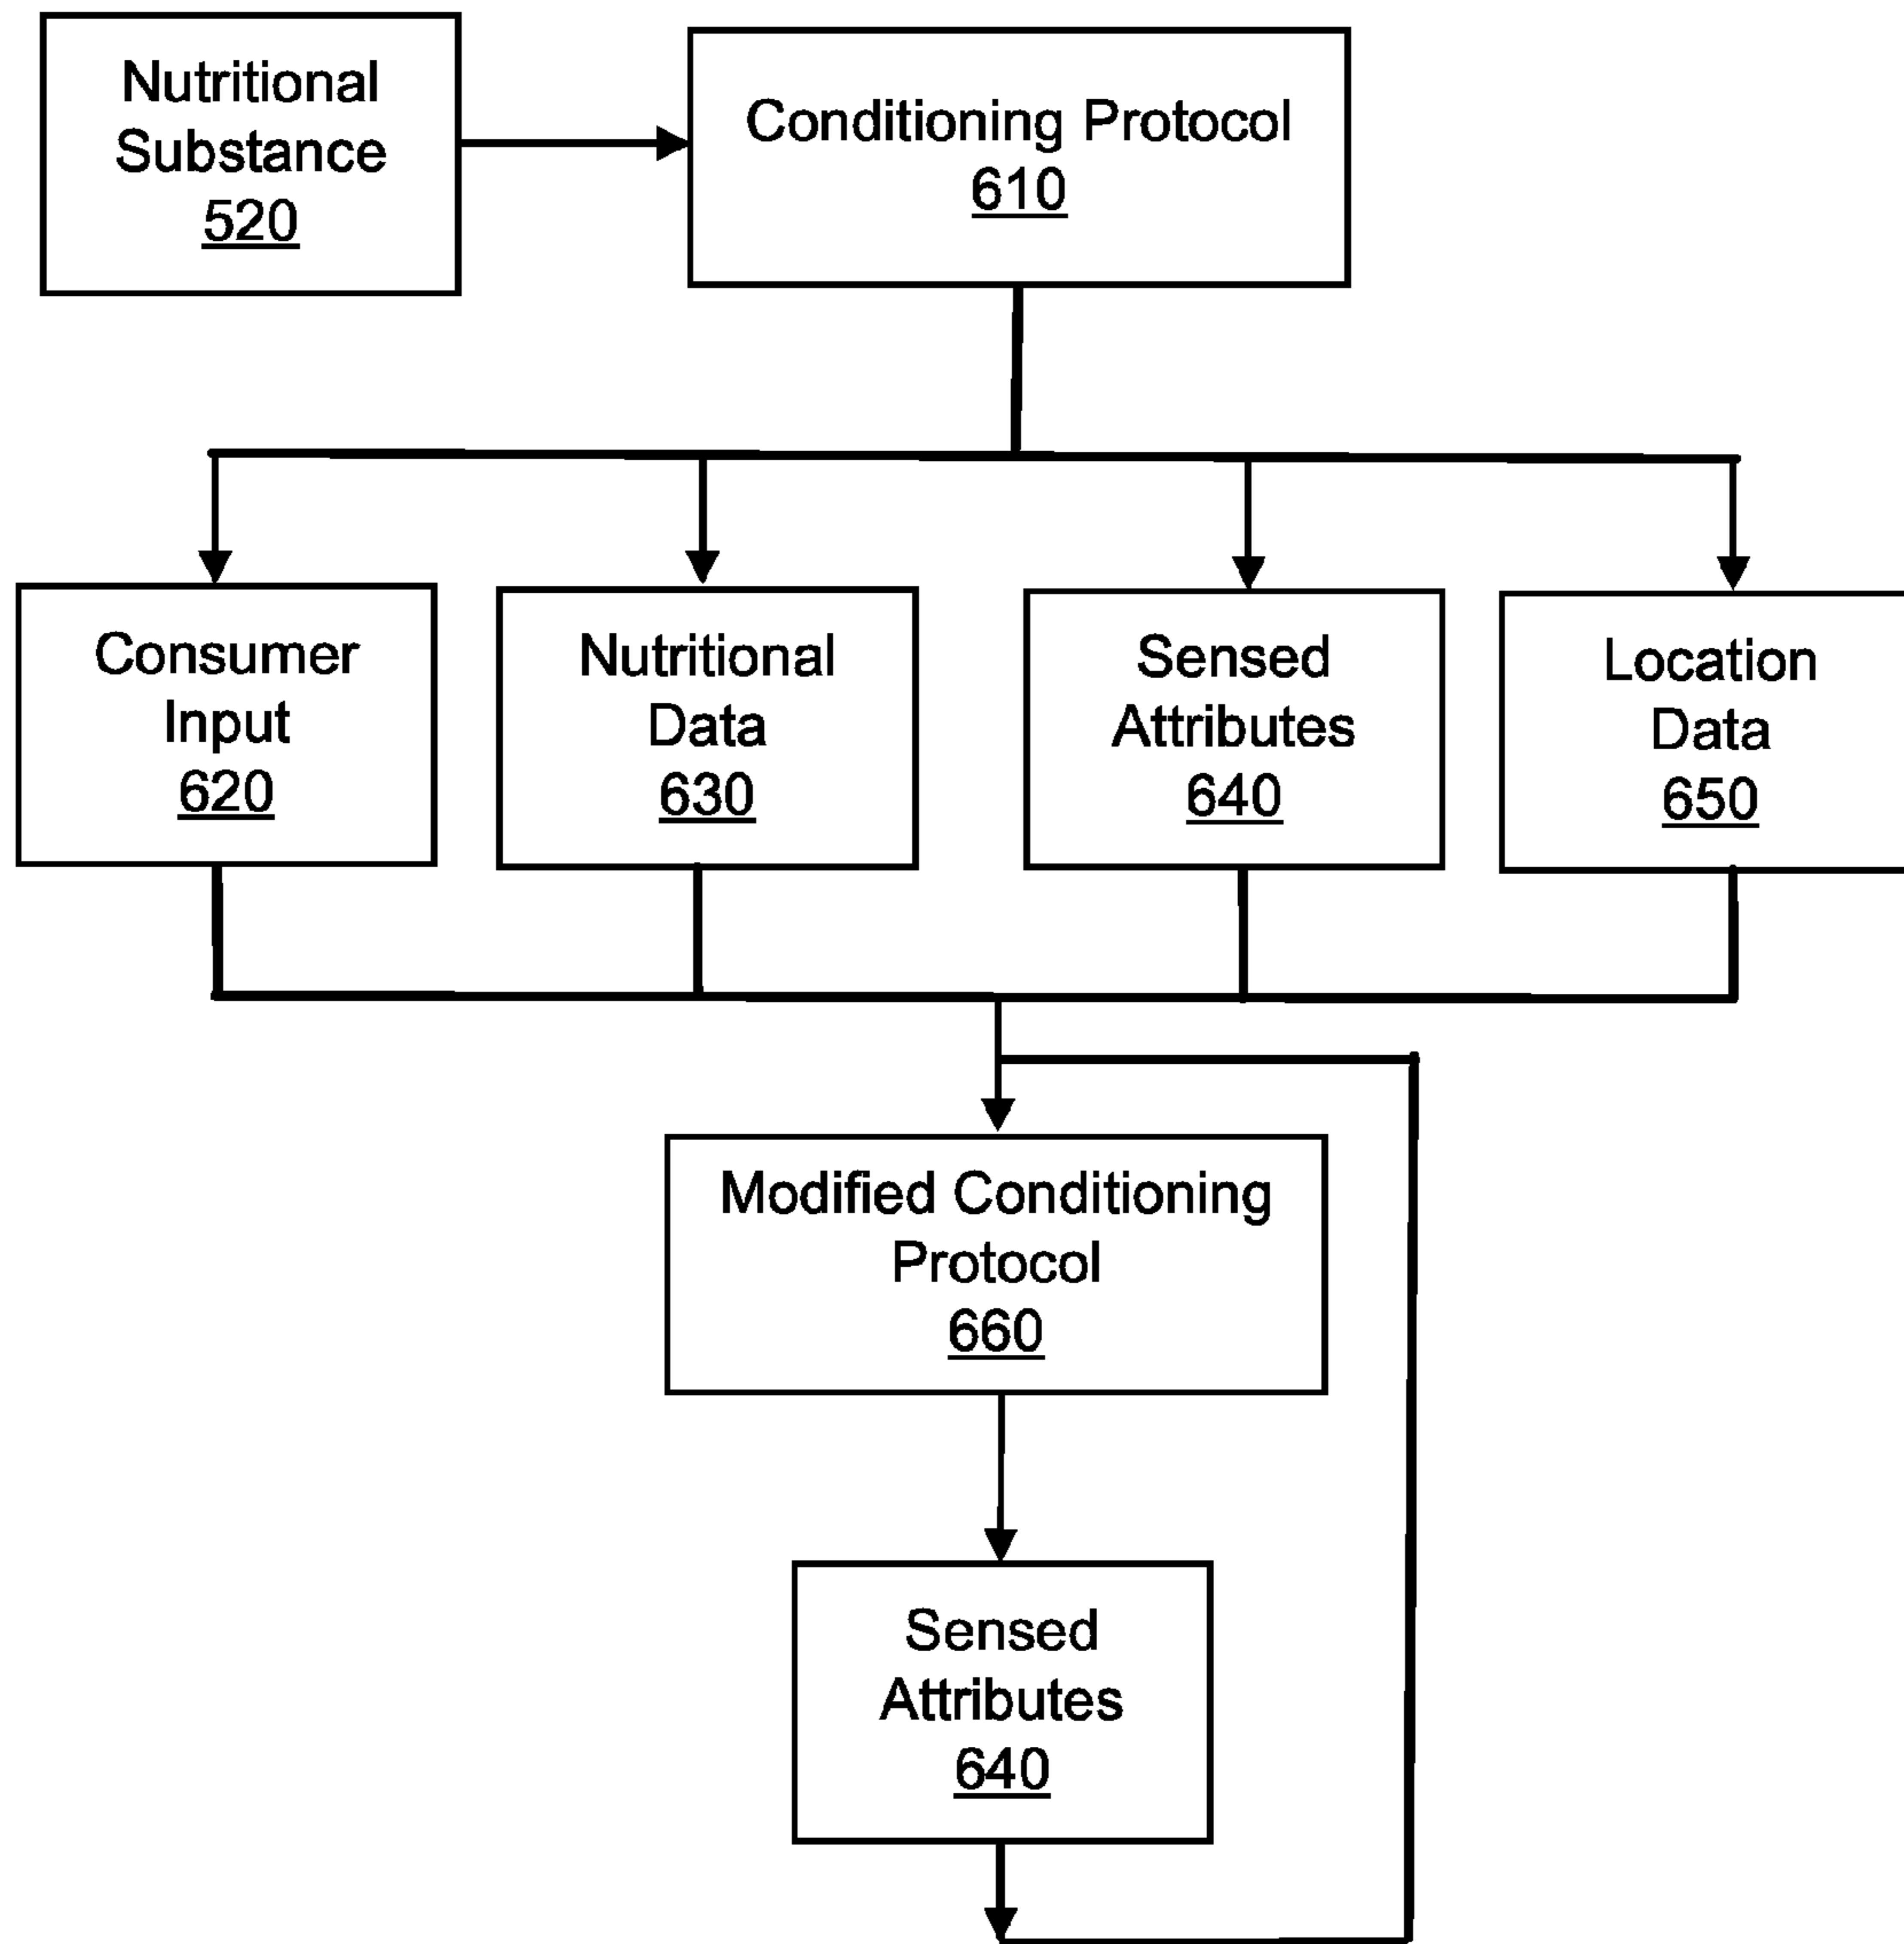 Nutritional
Substance
520
Conditioning Protocol
610
Consumer
Input
620
Nutritional
Data
630
Sensed
Attributes
640
Location
Data
650
Modified Conditioning
Protocol
660
Sensed
Attributes
640